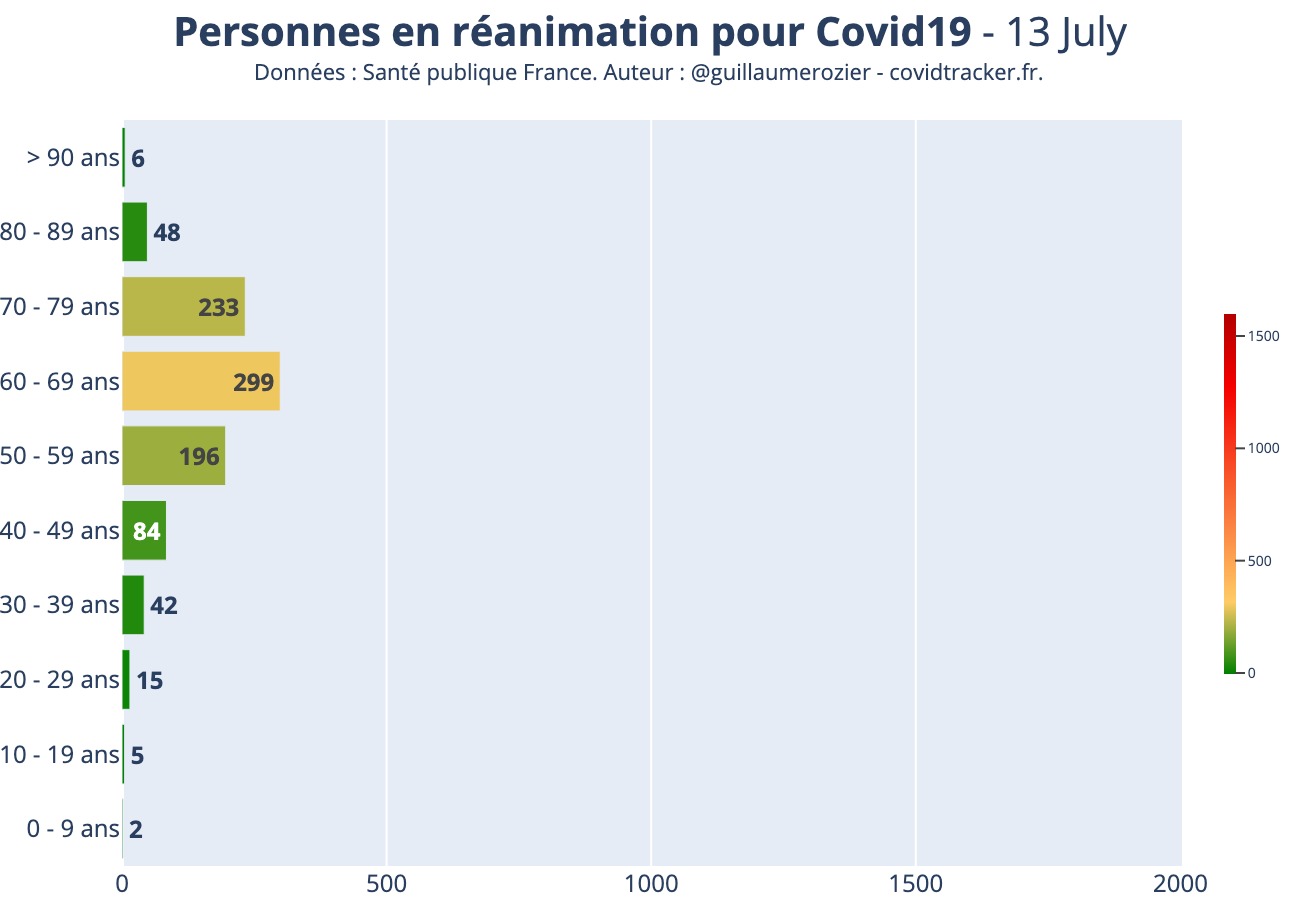 Personnes en réanimation pour Covid19 - 13 July
Données : Santé publique France. Auteur : @guillaumerozier - covidtracker.fr.
> 90 ans 6
80 - 89 ans 48
70 - 79 ans 233
60 - 69 ans 299
50 - 59 ans 196
40 - 49 ans 84
30 - 39 ans 42
20 - 29 ans 15
10 - 19 ans 5
0 - 9 ans 2
0 500 1000 1500 2000
1500
1000
500
0